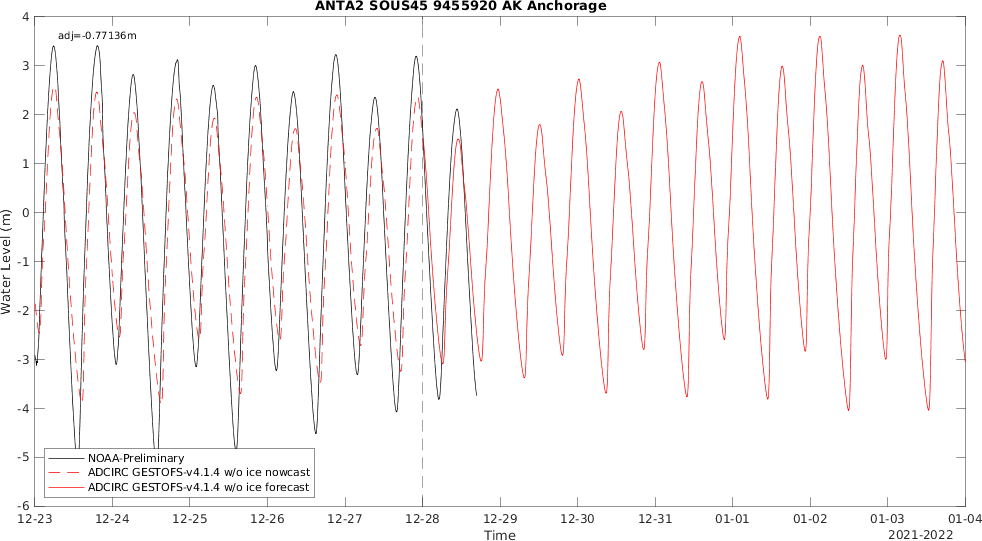 ANTA2 SOUS45 9455920 AK Anchorage
adj=-0.77136m
4
3
2
1
0
-1
-2
-3
-4
-5
-6
Water Level (m)
NOAA-Preliminary
ADCIRC GESTOFS-v4.1.4 w/o ice nowcast
ADCIRC GESTOFS-v4.1.4 w/o ice forecast
12-23 12-24 12-25 12-26 12-27 12-28 12-29 12-30 12-31 01-01 01-02 01-03 01-04
Time
2021-2022